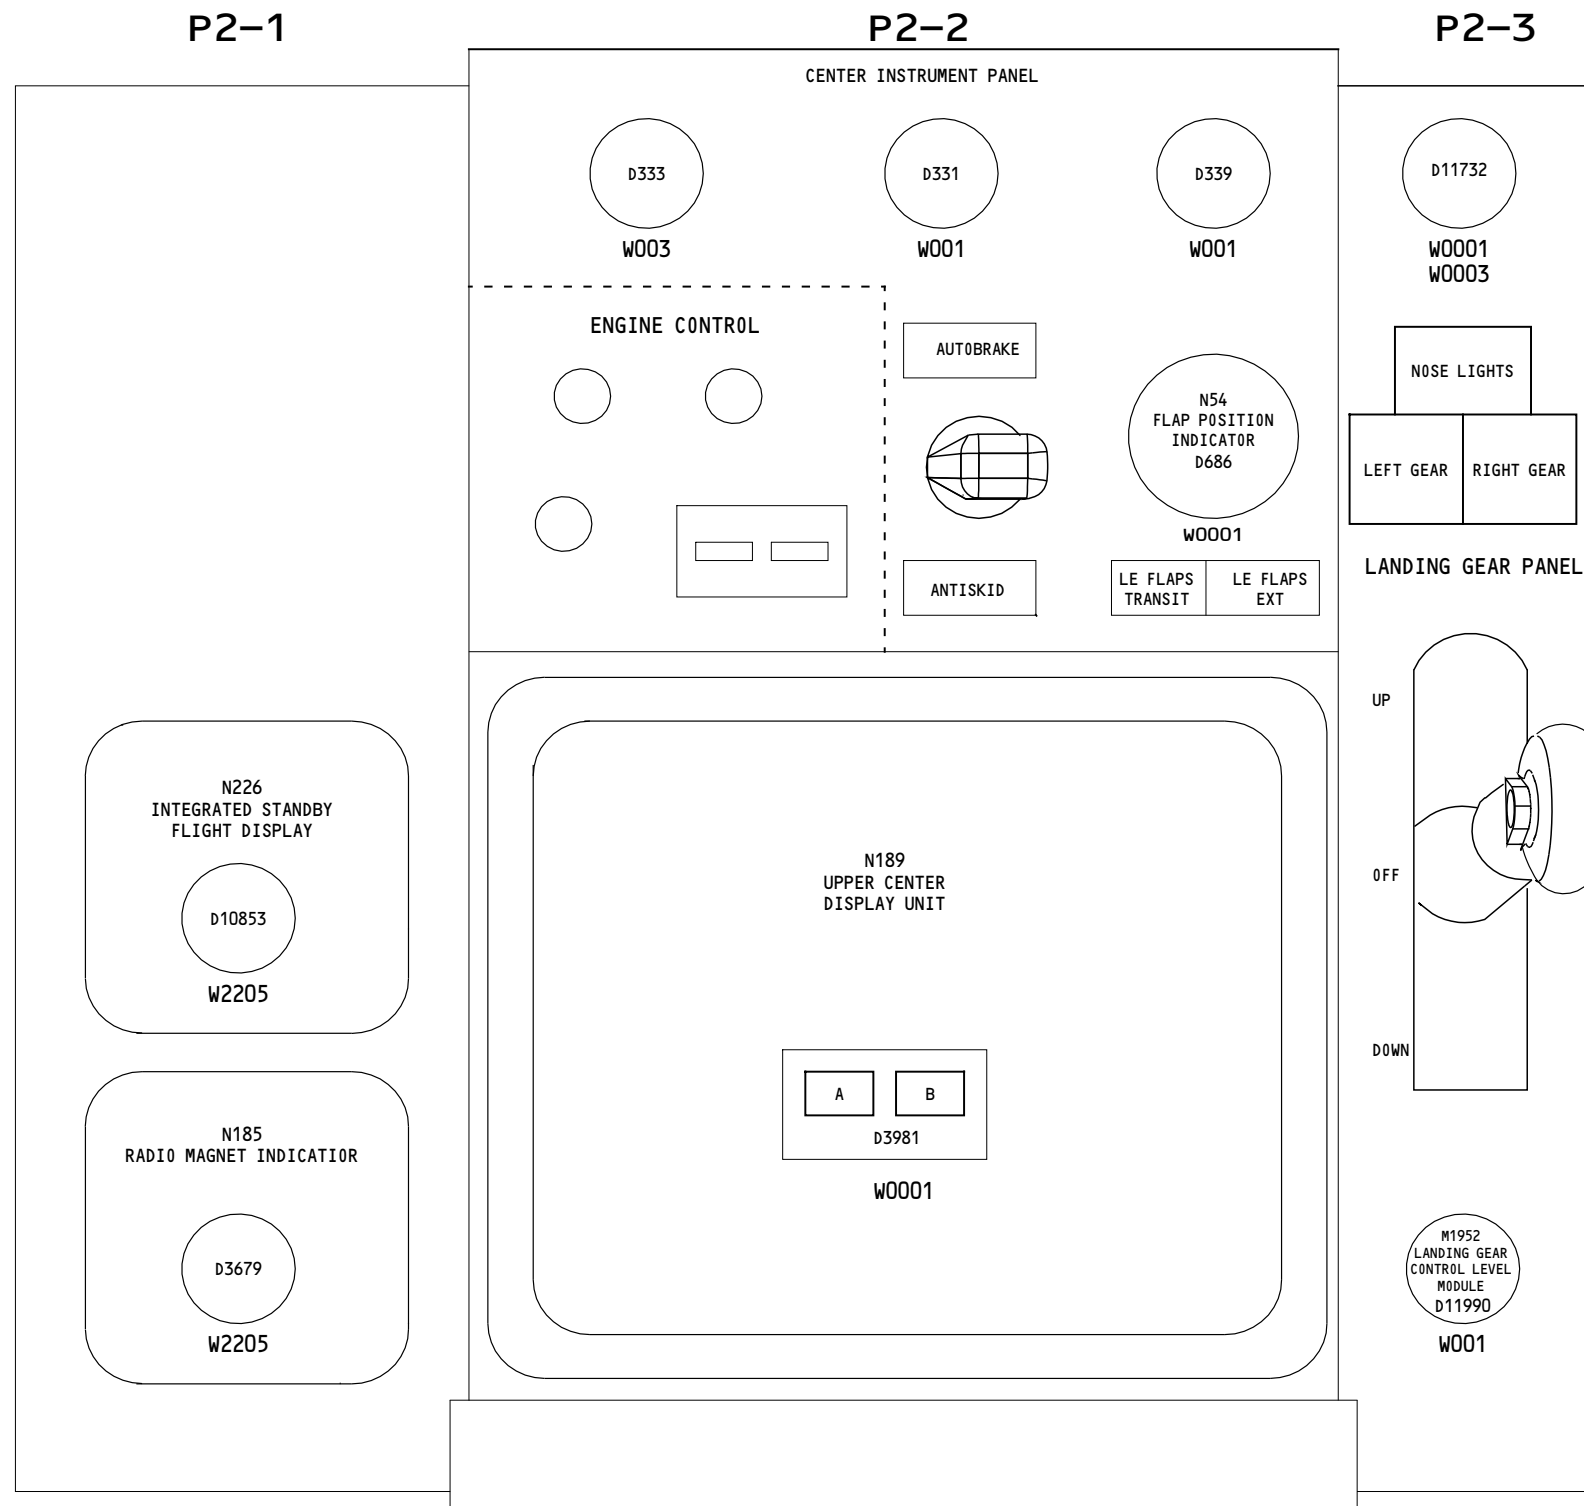 P2-1
P2-2
P2-3
CENTER INSTRUMENT PANEL
D333
D331
D339
D11732
W003
W001
W001
W0001
W0003
ENGINE CONTROL
AUTOBRAKE
NOSE LIGHTS
N54
FLAP POSITION
INDICATOR
D686
W0001
LEFT GEAR
RIGHT GEAR
ANTISKID
LE FLAPS
TRANSIT
LE FLAPS
EXT
LANDING GEAR PANEL
UP
OFF
DOWN
N226
INTEGRATED STANDBY
FLIGHT DISPLAY
D10853
W2205
N189
UPPER CENTER
DISPLAY UNIT
A
B
D3981
W0001
N185
RADIO MAGNET INDICATIOR
D3679
W2205
M1952
LANDING GEAR
CONTROL LEVEL
MODULE
D11990
W001